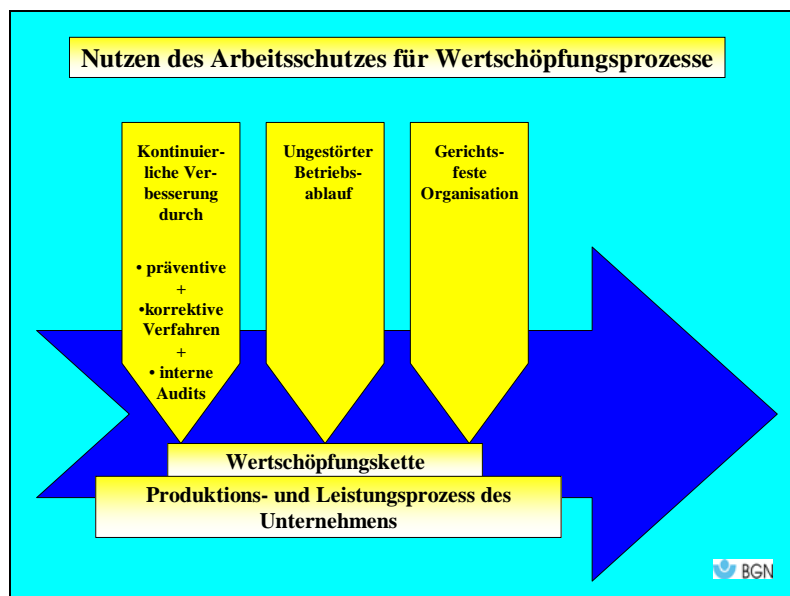 Nutzen des Arbeitsschutzes für Wertschöpfungsprozesse
Kontinuier-
liche Ver-
besserung
durch
• präventive
+
•korrektive
Verfahren
+
• interne
Audits
Ungestörter
Betriebs-
ablauf
Gerichts-
feste
Organisation
Wertschöpfungskette
Produktions- und Leistungsprozess des
Unternehmens
BGN